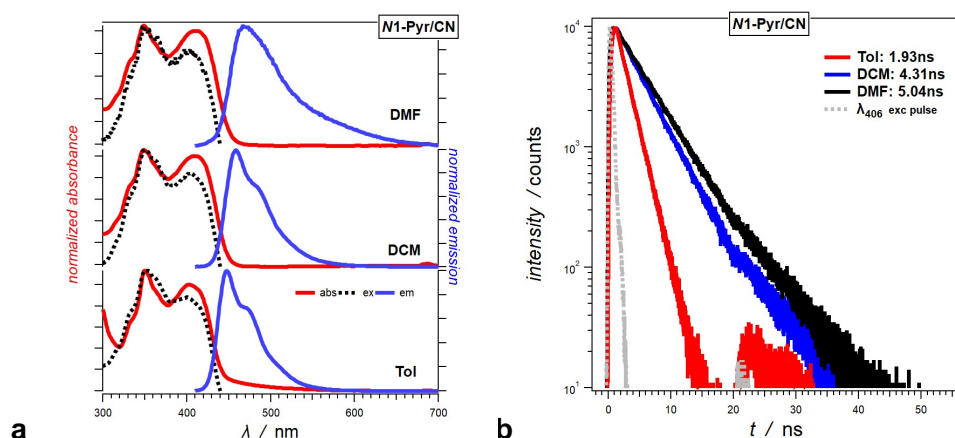 N1-Pyr/CN
DMF
DCM
abs ex em
Tol
normalized absorbance
normalized emission
300 400 500 600 700
λ / nm
a
N1-Pyr/CN
Tol: 1.93ns
DCM: 4.31ns
DMF: 5.04ns
λ406 exc pulse
10⁴
10³
10²
10¹
intensity / counts
0 10 20 30 40 50
t / ns
b